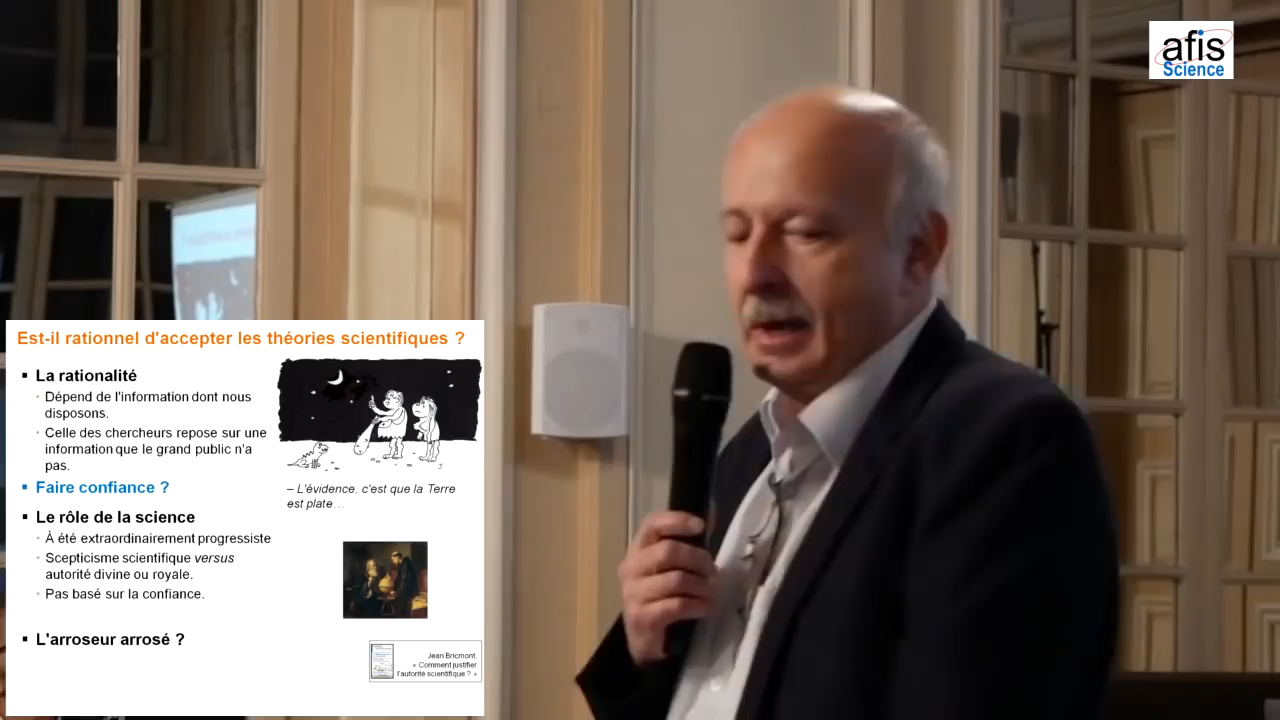 afis
Science
Est-il rationnel d'accepter les théories scientifiques ?
La rationalité
Dépend de l'information dont nous
disposons.
Celle des chercheurs repose sur une
information que le grand public n'a
pas.
Faire confiance ?
– L'évidence, c'est que la Terre
est plate…
Le rôle de la science
À été extraordinairement progressiste
Scepticisme scientifique versus
autorité divine ou royale.
Pas basé sur la confiance.
L'arroseur arrosé ?
Jean Bricmont,
« Comment justifier
l'autorité scientifique ? »